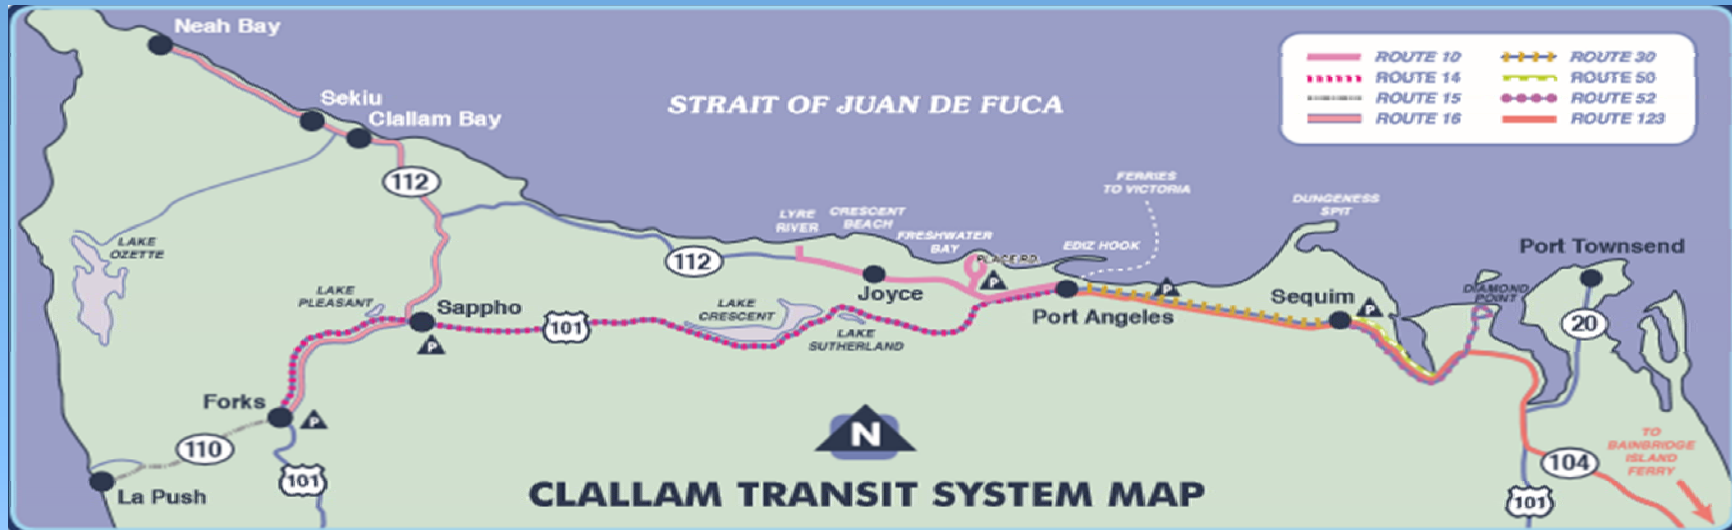 Neah Bay
Sekiu
Clallam Bay
112
STRAIT OF JUAN DE FUCA
ROUTE 10
ROUTE 14
ROUTE 15
ROUTE 16
ROUTE 30
ROUTE 50
ROUTE 52
ROUTE 123
FERRIES
TO VICTORIA
DUNGENESS
SPIT
LYRE
RIVER
CRESCENT
BEACH
FRESHWATER
BAY
PLACE RD.
EDIZ HOOK
LAKE
OZETTE
112
Joyce
P
Port Angeles
P
Sequim
P
DIAMOND
POINT
Port Townsend
20
LAKE
PLEASANT
Sappho
P
101
LAKE
CRESCENT
LAKE
SUTHERLAND
Forks
P
110
La Push
101
N
CLALLAM TRANSIT SYSTEM MAP
TO
BAINBRIDGE
ISLAND
FERRY
104
101